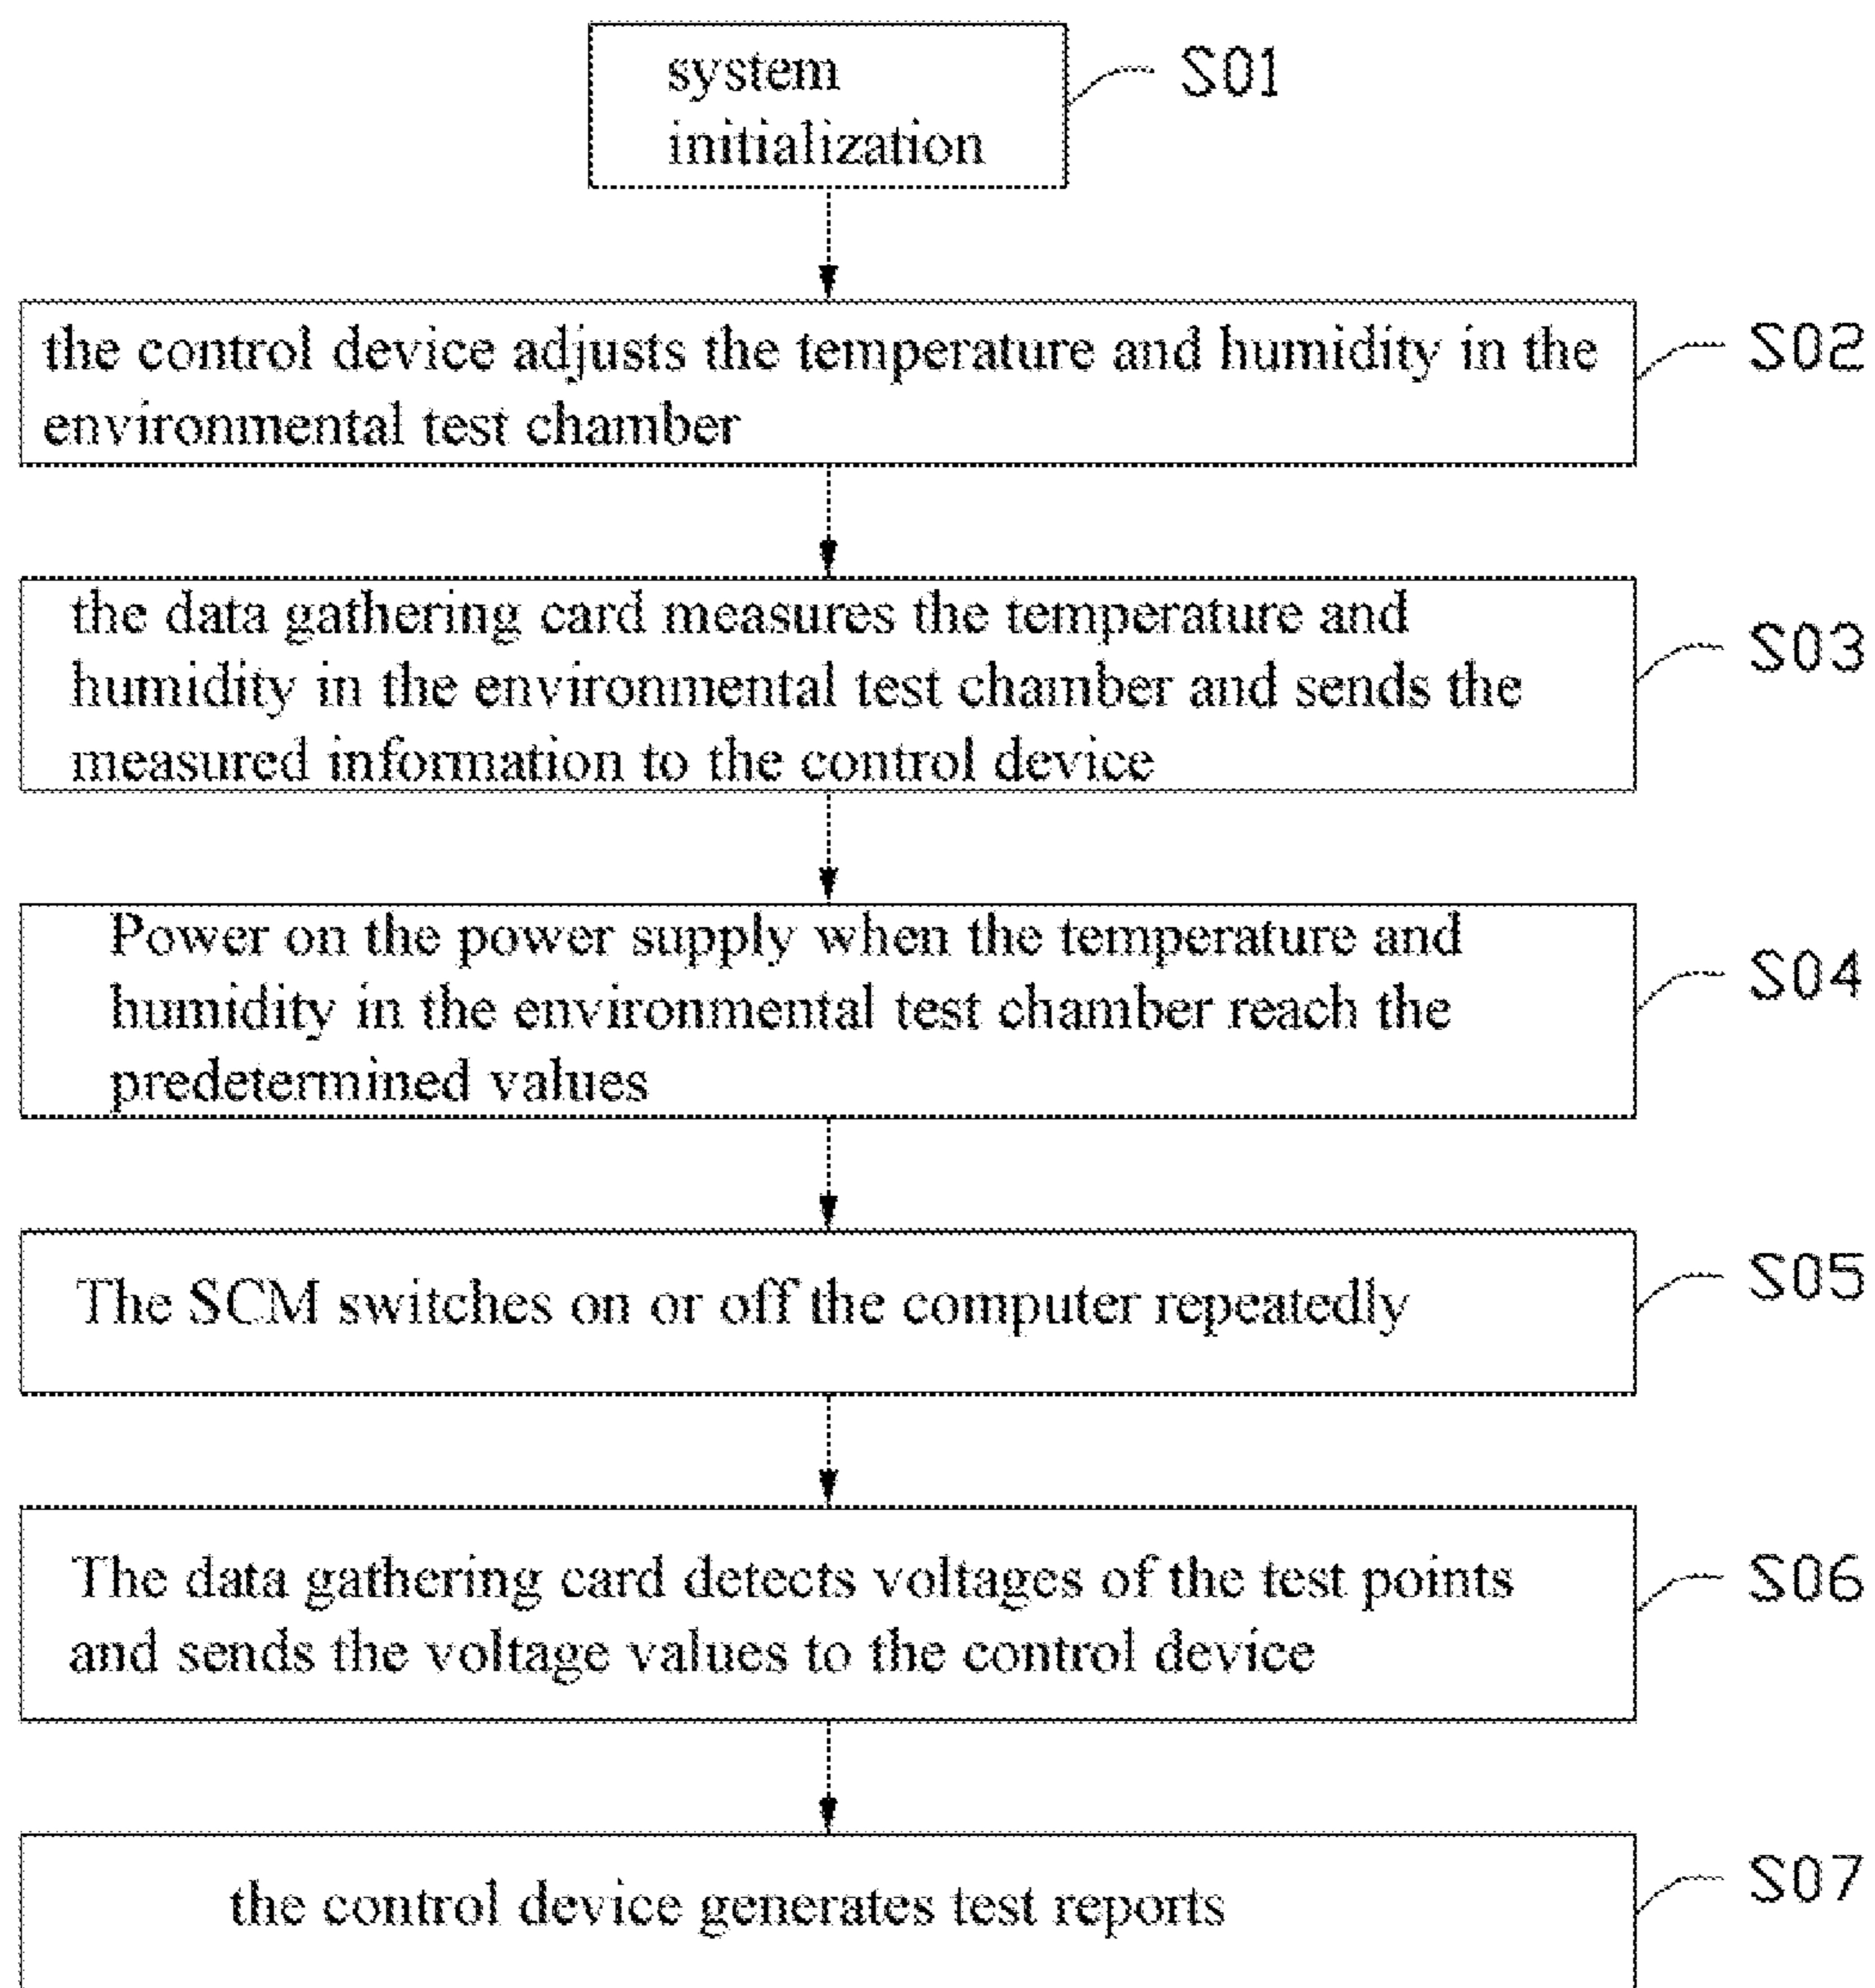 system
initialization
S01
the control device adjusts the temperature and humidity in the
environmental test chamber
S02
the data gathering card measures the temperature and
humidity in the environmental test chamber and sends the
measured information to the control device
S03
Power on the power supply when the temperature and
humidity in the environmental test chamber reach the
predetermined values
S04
The SCM switches on or off the computer repeatedly
S05
The data gathering card detects voltages of the test points
and sends the voltage values to the control device
S06
the control device generates test reports
S07